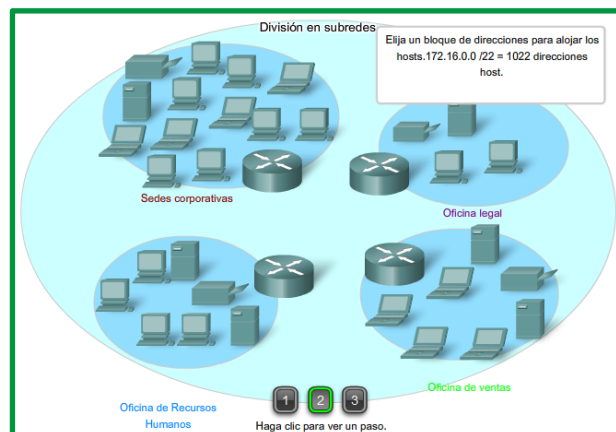 División en subredes
Elija un bloque de direcciones para alojar los
hosts.172.16.0.0 /22 = 1022 direcciones
host.
Sedes corporativas
Oficina legal
Oficina de Recursos
Humanos
Oficina de ventas
1 2 3
Haga clic para ver un paso.